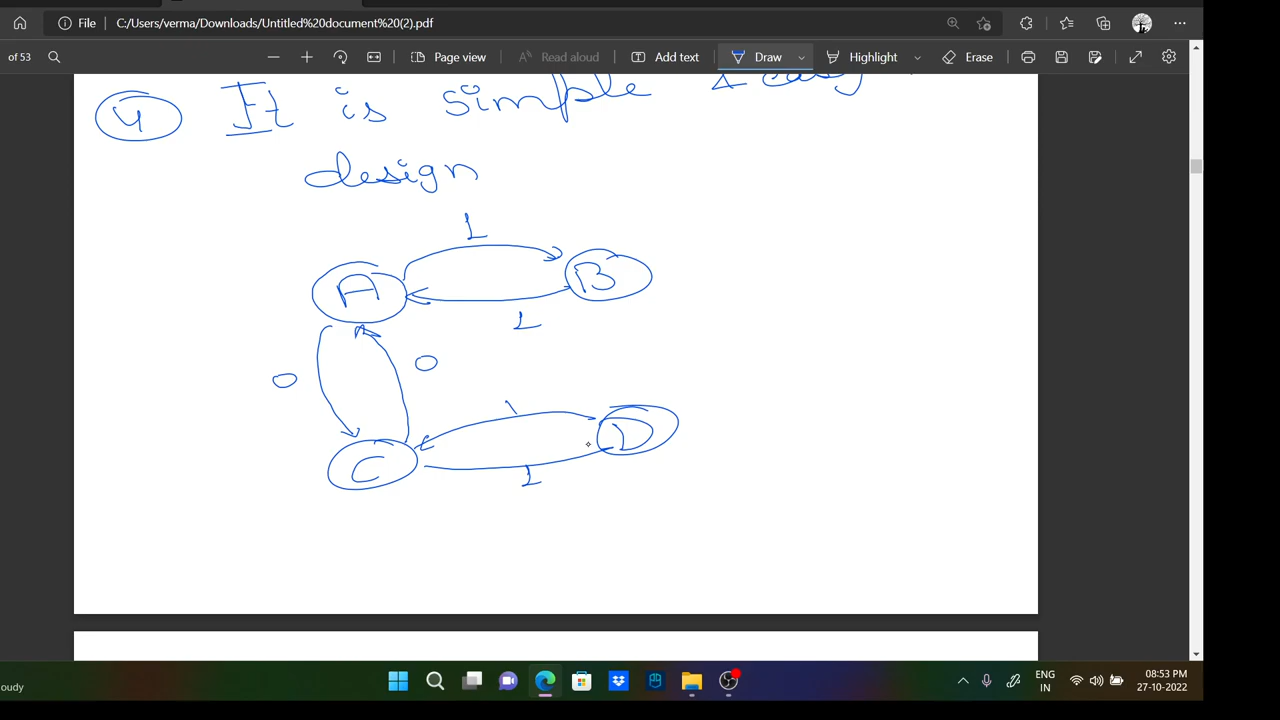 File C:/Users/verma/Downloads/Untitled%20document%20(2).pdf
of 53 Page view Read aloud Add text Draw Highlight Erase
4 It is simple & easy
design
1
A B
1
0 0
1
C D
1
oudy
ENG
IN
08:53 PM
27-10-2022